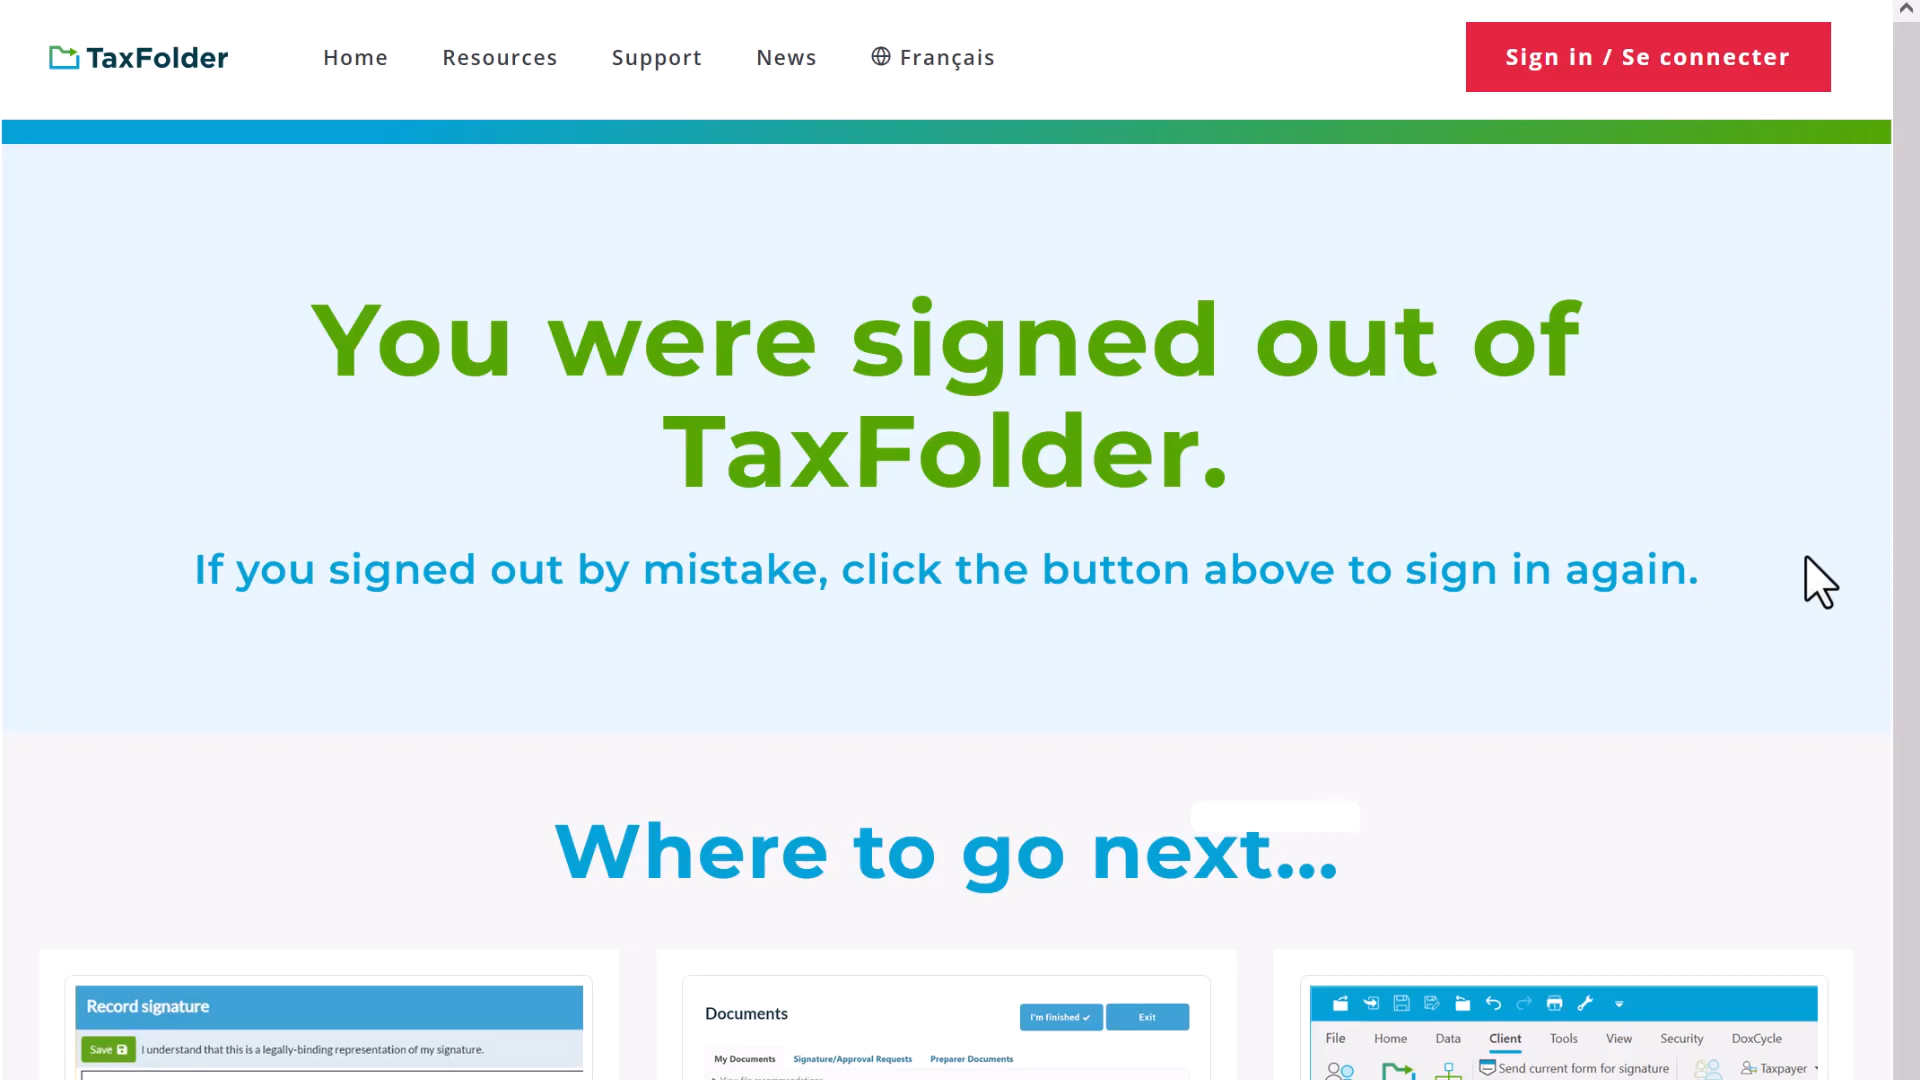 TaxFolder Home Resources Support News Français Sign in / Se connecter
You were signed out of
TaxFolder.
If you signed out by mistake, click the button above to sign in again.
Where to go next...
Record signature
Save I understand that this is a legally-binding representation of my signature.
Documents I'm finished ✓ Exit
My Documents Signature/Approval Requests Preparer Documents
File Home Data Client Tools View Security DoxCycle
Send current form for signature Taxpayer